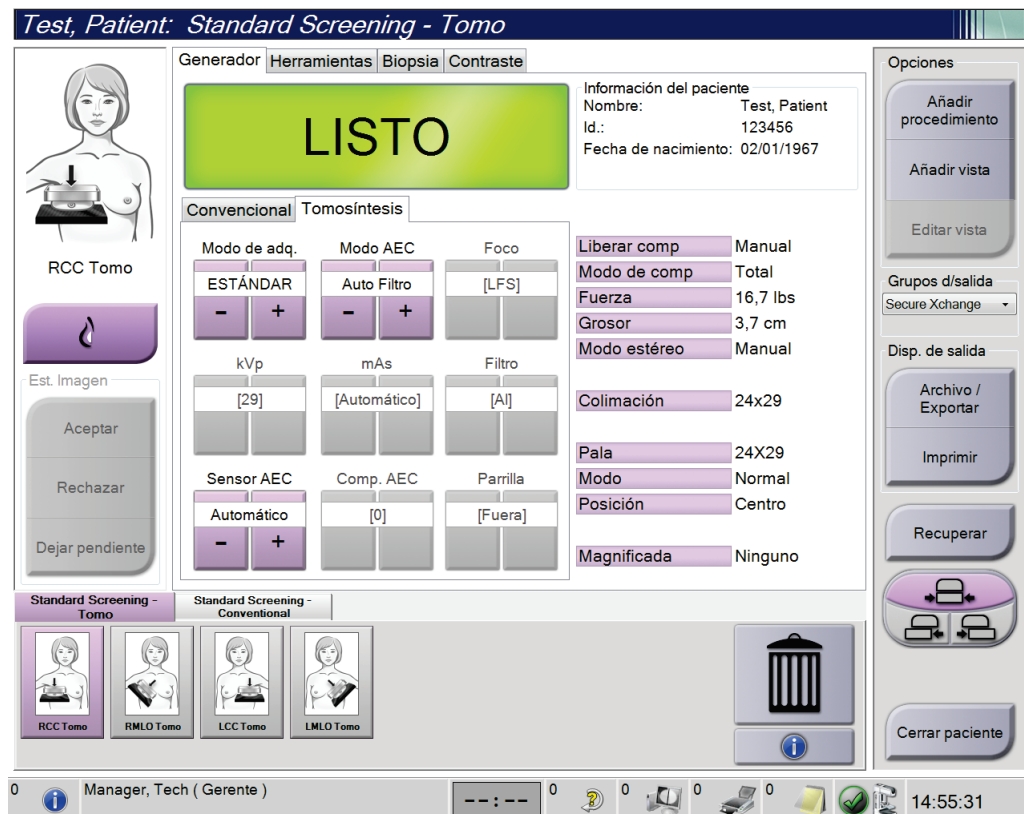 Test, Patient: Standard Screening - Tomo
Generador Herramientas Biopsia Contraste
LISTO
Información del paciente
Nombre: Test, Patient
Id.: 123456
Fecha de nacimiento: 02/01/1967
RCC Tomo
Est. Imagen
Aceptar
Rechazar
Dejar pendiente
Convencional Tomosíntesis
Modo de adq. Modo AEC Foco
ESTÁNDAR Auto Filtro [LFS]
- + - +
kVp mAs Filtro
[29] [Automático] [Al]
Sensor AEC Comp. AEC Parrilla
Automático [0] [Fuera]
- +
Liberar comp Manual
Modo de comp Total
Fuerza 16,7 lbs
Grosor 3,7 cm
Modo estéreo Manual
Colimación 24x29
Pala 24X29
Modo Normal
Posición Centro
Magnificada Ninguno
Opciones
Añadir
procedimiento
Añadir vista
Editar vista
Grupos d/salida
Secure Xchange
Disp. de salida
Archivo /
Exportar
Imprimir
Recuperar
Cerrar paciente
Standard Screening -
Tomo
Standard Screening -
Conventional
RCC Tomo RMLO Tomo LCC Tomo LMLO Tomo
0 Manager, Tech ( Gerente ) --:-- 0 0 0 0 14:55:31